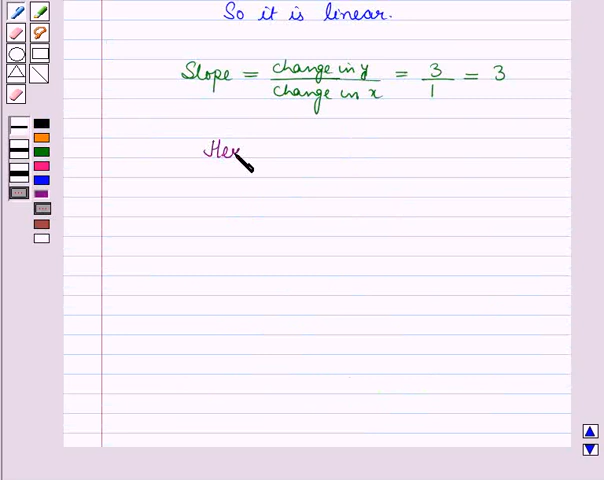 So it is linear.
Slope = change in y / change in x = 3 / 1 = 3
Her